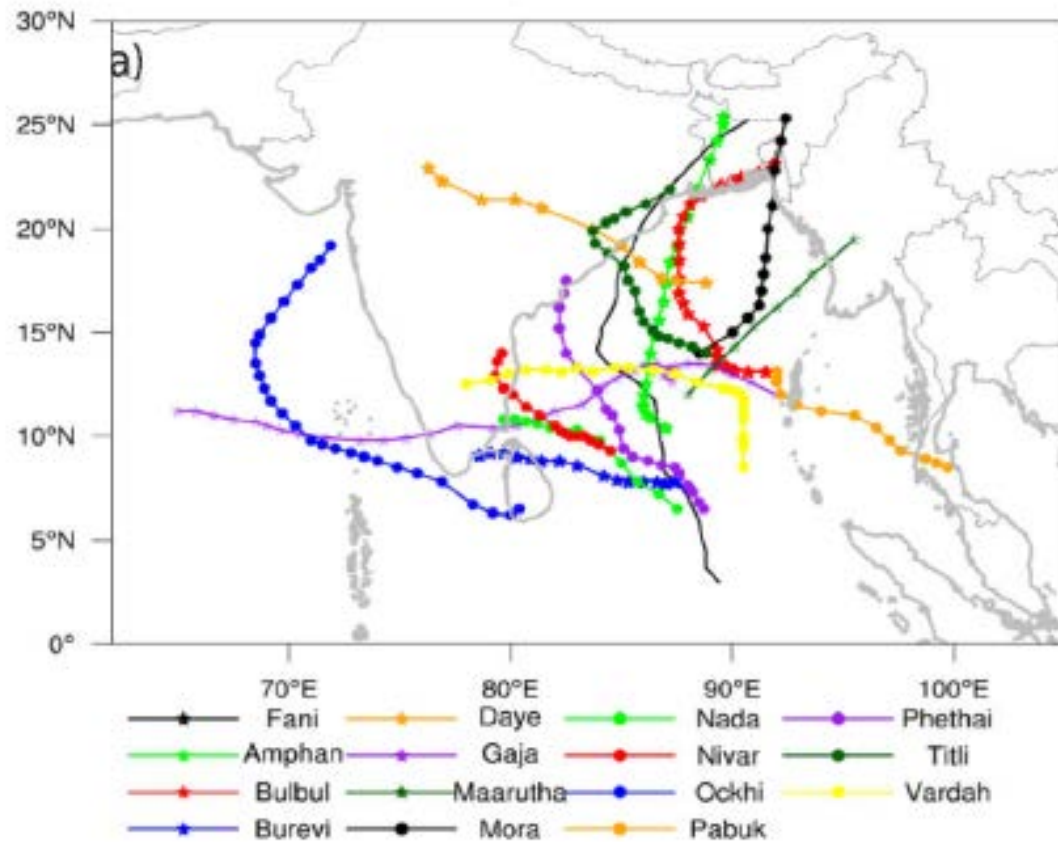 30°N
a)
25°N
20°N
15°N
10°N
5°N
0°
70°E 80°E 90°E 100°E
Fani Daye Nada Phethai
Amphan Gaja Nivar Titli
Bulbul Maarutha Ockhi Vardah
Burevi Mora Pabuk